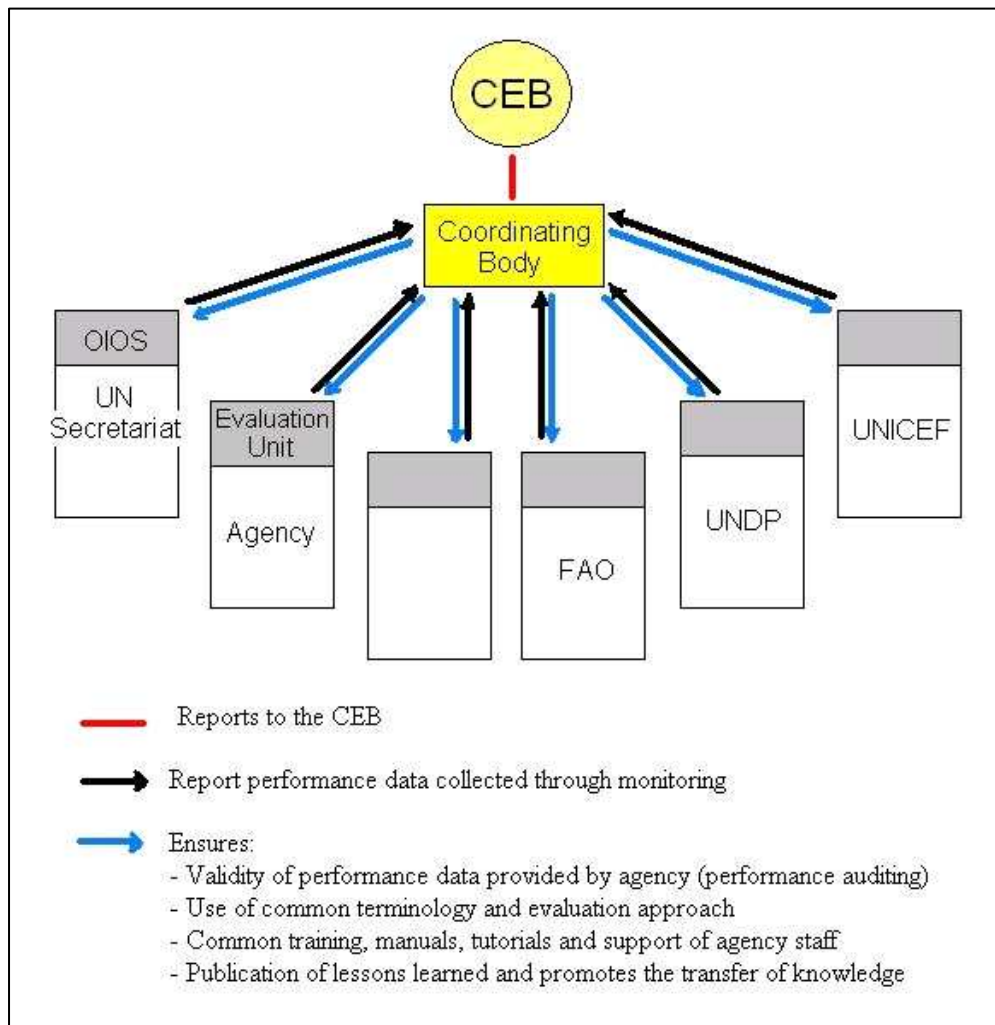 CEB
Coordinating
Body
OIOS
UN
Secretariat
Evaluation
Unit
Agency
FAO
UNDP
UNICEF
Reports to the CEB
Report performance data collected through monitoring
Ensures:
- Validity of performance data provided by agency (performance auditing)
- Use of common terminology and evaluation approach
- Common training, manuals, tutorials and support of agency staff
- Publication of lessons learned and promotes the transfer of knowledge